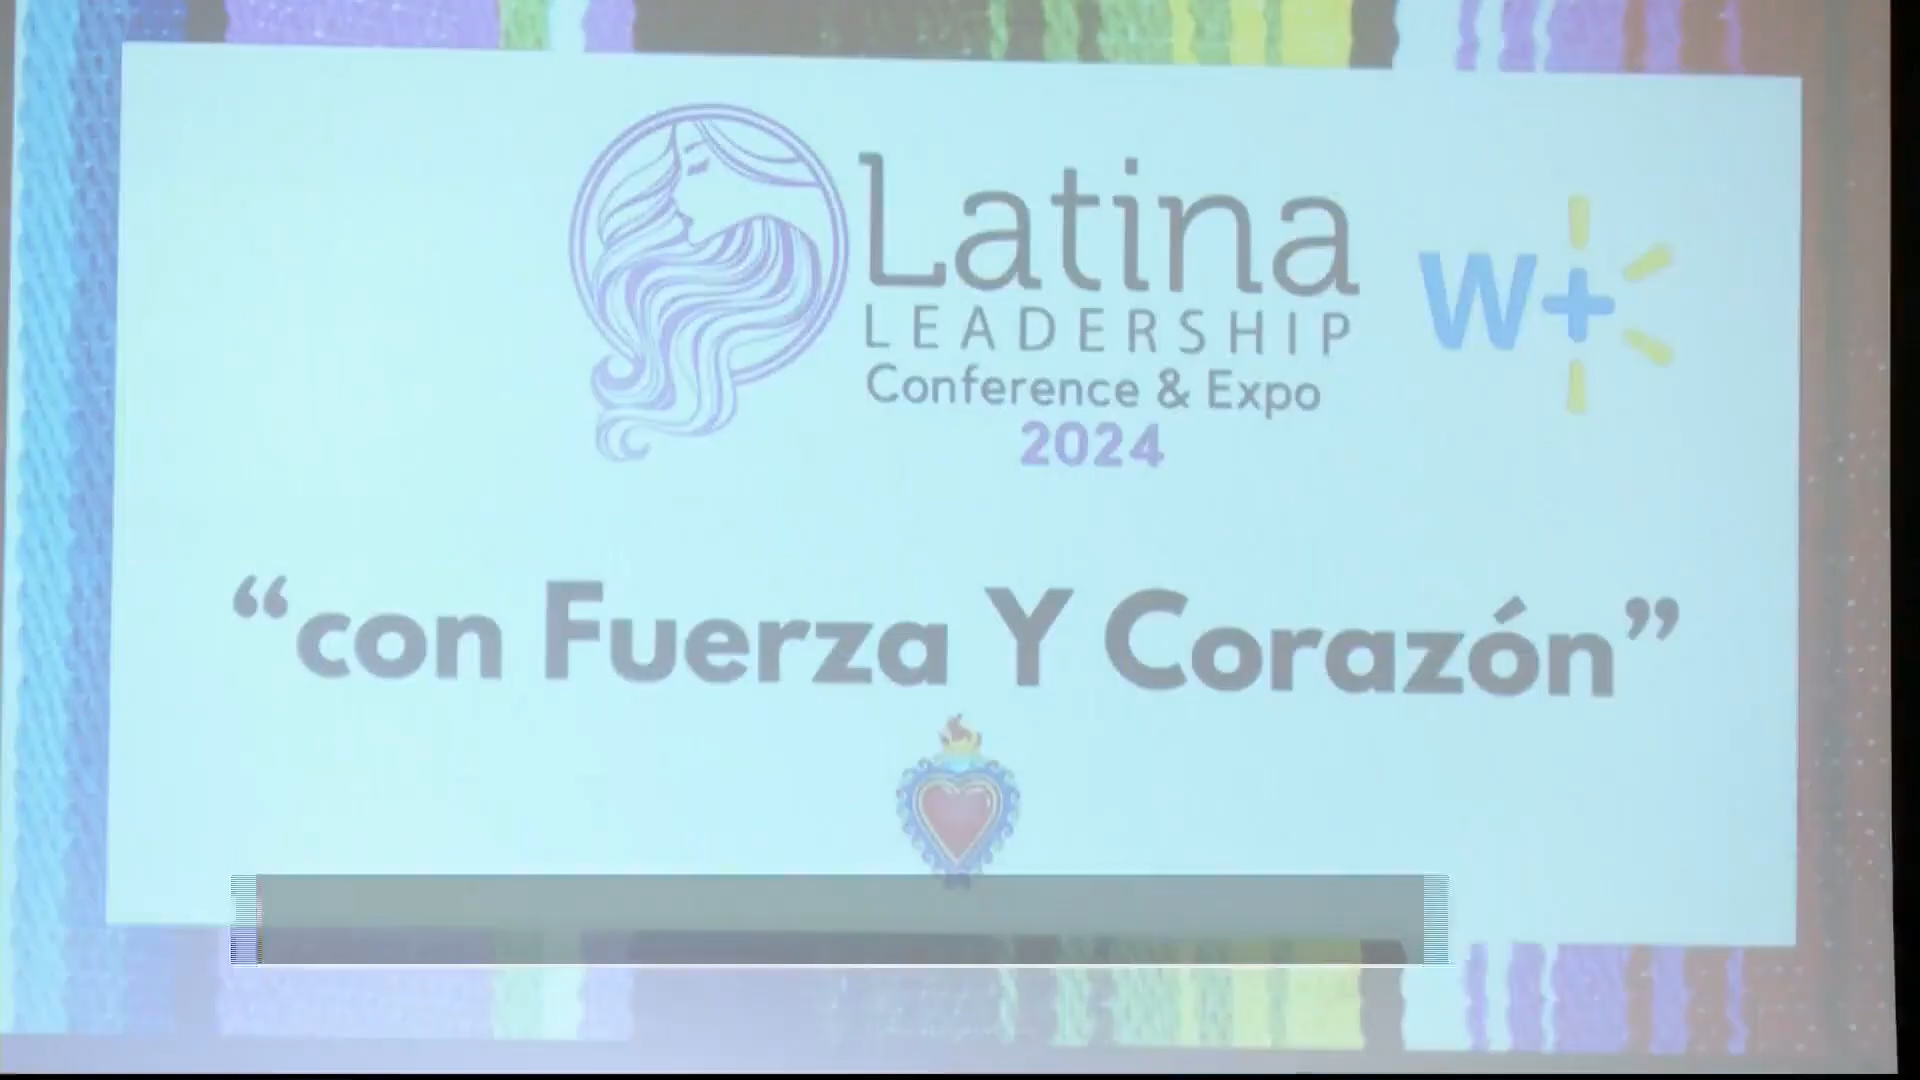 Latina
LEADERSHIP
Conference & Expo
2024
W+
“con Fuerza Y Corazón”